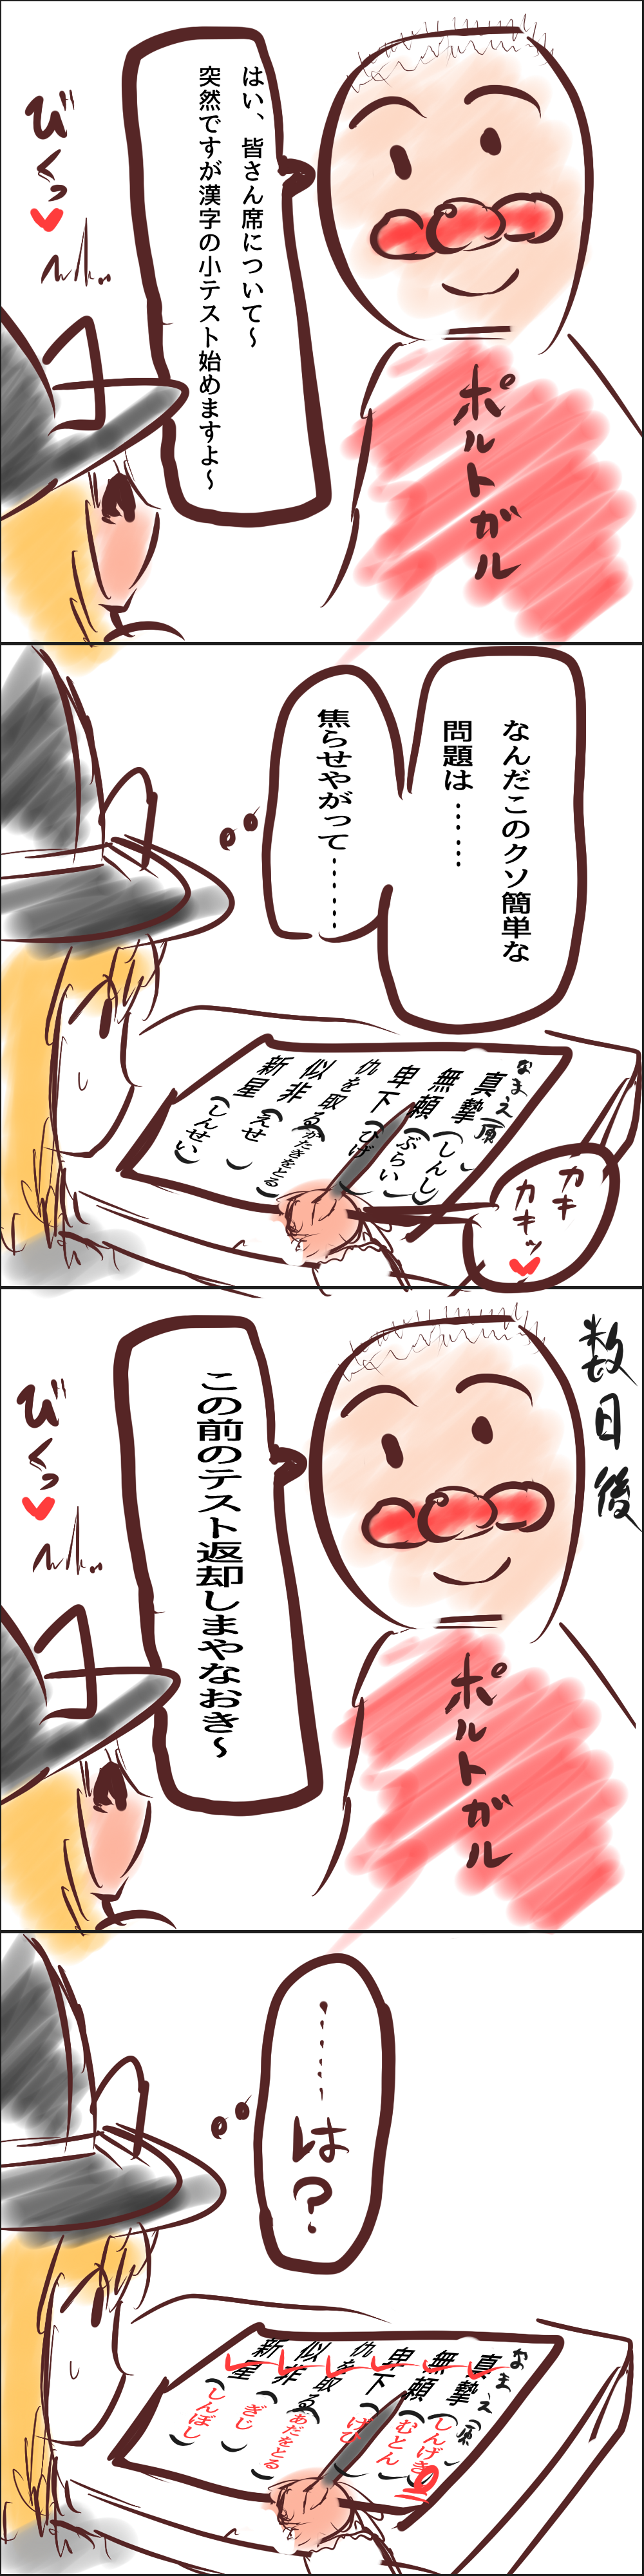 はい、皆さん席について～
突然ですが漢字の小テスト始めますよ～
ポルトガル
びくっ
なんだこのクソ簡単な
問題は……
焦らせやがって……
なまえ
真摯（しんし）
無頼（ぶらい）
卑下（ひげ）
仇を取る（かたきをとる）
似非（えせ）
新星（しんせい）
カキ
カキッ
数日後
この前のテスト返却しまやなおき～
ポルトガル
びくっ
……は？
なまえ
真摯（しんげき）
無頼（むとん）
卑下（げひ）
仇を取る（あだをとる）
似非（ぎじ）
新星（しんぼし）
0